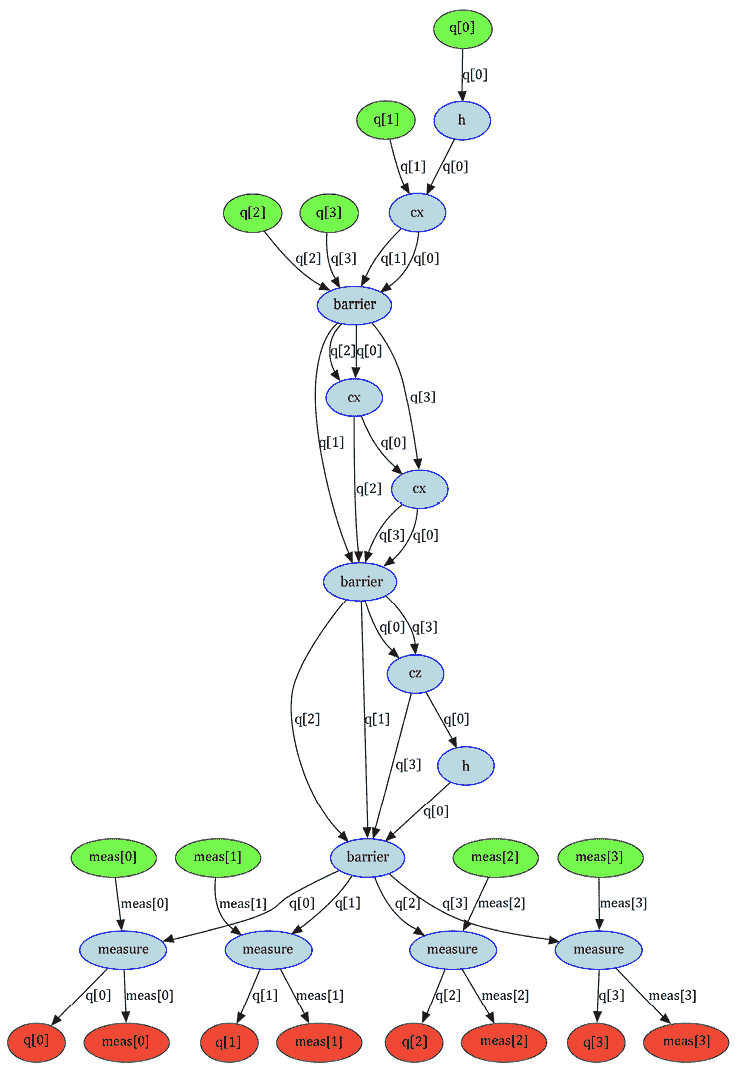 q[0]
q[0]
q[1]
h
q[1]
q[0]
q[2]
q[3]
cx
q[2]
q[3]
q[1]
q[0]
barrier
q[2]
q[0]
cx
q[3]
q[1]
q[0]
q[2]
cx
q[3]
q[0]
barrier
q[0]
q[3]
cz
q[2]
q[1]
q[0]
q[3]
h
q[0]
meas[0]
meas[1]
barrier
meas[2]
meas[3]
meas[0]
meas[1]
q[0]
q[1]
q[2]
q[3]
meas[2]
meas[3]
measure
measure
measure
measure
q[0]
meas[0]
q[1]
meas[1]
q[2]
meas[2]
q[3]
meas[3]
q[0]
meas[0]
q[1]
meas[1]
q[2]
meas[2]
q[3]
meas[3]